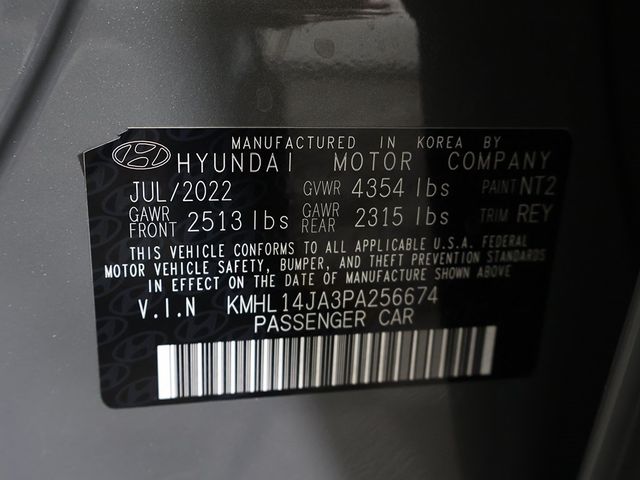 MANUFACTURED IN KOREA BY
HYUNDAI MOTOR COMPANY
JUL/2022 GVWR 4354 lbs PAINT NT2
GAWR FRONT 2513 lbs GAWR REAR 2315 lbs TRIM REY
THIS VEHICLE CONFORMS TO ALL APPLICABLE U.S.A. FEDERAL
MOTOR VEHICLE SAFETY, BUMPER, AND THEFT PREVENTION STANDARDS
IN EFFECT ON THE DATE OF MANUFACTURE SHOWN ABOVE
V.I.N KMHL14JA3PA256674
PASSENGER CAR